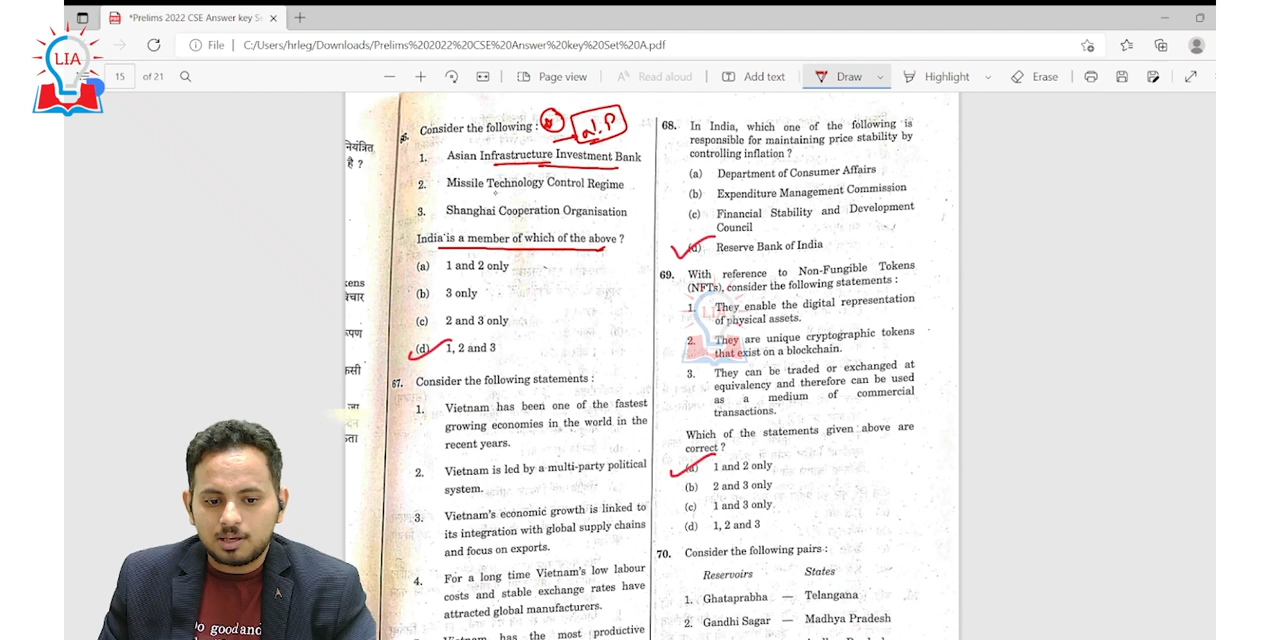 *Prelims 2022 CSE Answer key Se
File
C:/Users/hrleg/Downloads/Prelims%202022%20CSE%20Answer%20key%20Set%20A.pdf
LIA
15
of 21
Page view
Read aloud
Add text
Draw
Highlight
Erase
Consider the following :
1. Asian Infrastructure Investment Bank
2. Missile Technology Control Regime
3. Shanghai Cooperation Organisation
India is a member of which of the above ?
(a) 1 and 2 only
(b) 3 only
(c) 2 and 3 only
(d) 1, 2 and 3
67. Consider the following statements :
1. Vietnam has been one of the fastest
growing economies in the world in the
recent years.
2. Vietnam is led by a multi-party political
system.
3. Vietnam's economic growth is linked to
its integration with global supply chains
and focus on exports.
4. For a long time Vietnam's low labour
costs and stable exchange rates have
attracted global manufacturers.
Vietnam has the most productive
68. In India, which one of the following is
responsible for maintaining price stability by
controlling inflation ?
(a) Department of Consumer Affairs
(b) Expenditure Management Commission
(c) Financial Stability and Development
Council
(d) Reserve Bank of India
69. With reference to Non-Fungible Tokens
(NFTs), consider the following statements :
1. They enable the digital representation
of physical assets.
2. They are unique cryptographic tokens
that exist on a blockchain.
3. They can be traded or exchanged at
equivalency and therefore can be used
as a medium of commercial
transactions.
Which of the statements given above are
correct ?
(a) 1 and 2 only
(b) 2 and 3 only
(c) 1 and 3 only
(d) 1, 2 and 3
70. Consider the following pairs :
Reservoirs States
1. Ghataprabha — Telangana
2. Gandhi Sagar — Madhya Pradesh
नियंत्रित
है ?
kens
good and